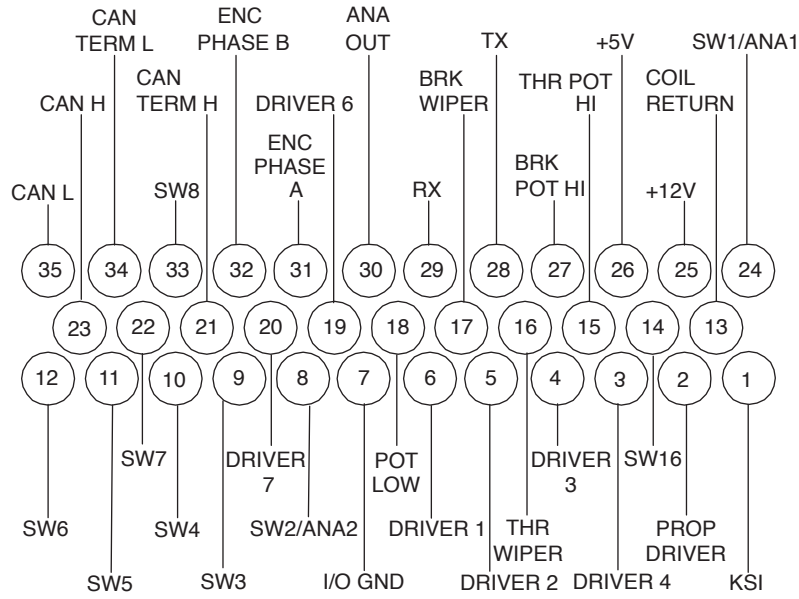 CAN
TERM L
ENC
PHASE B
ANA
OUT
TX
+5V
SW1/ANA1
CAN H
CAN
TERM H
DRIVER 6
BRK
WIPER
THR POT
HI
COIL
RETURN
CAN L
SW8
ENC
PHASE
A
RX
BRK
POT HI
+12V
35 34 33 32 31 30 29 28 27 26 25 24
23 22 21 20 19 18 17 16 15 14 13
12 11 10 9 8 7 6 5 4 3 2 1
SW7
DRIVER
7
POT
LOW
DRIVER
3
SW16
SW6
SW4
SW2/ANA2
DRIVER 1
THR
WIPER
PROP
DRIVER
SW5
SW3
I/O GND
DRIVER 2
DRIVER 4
KSI